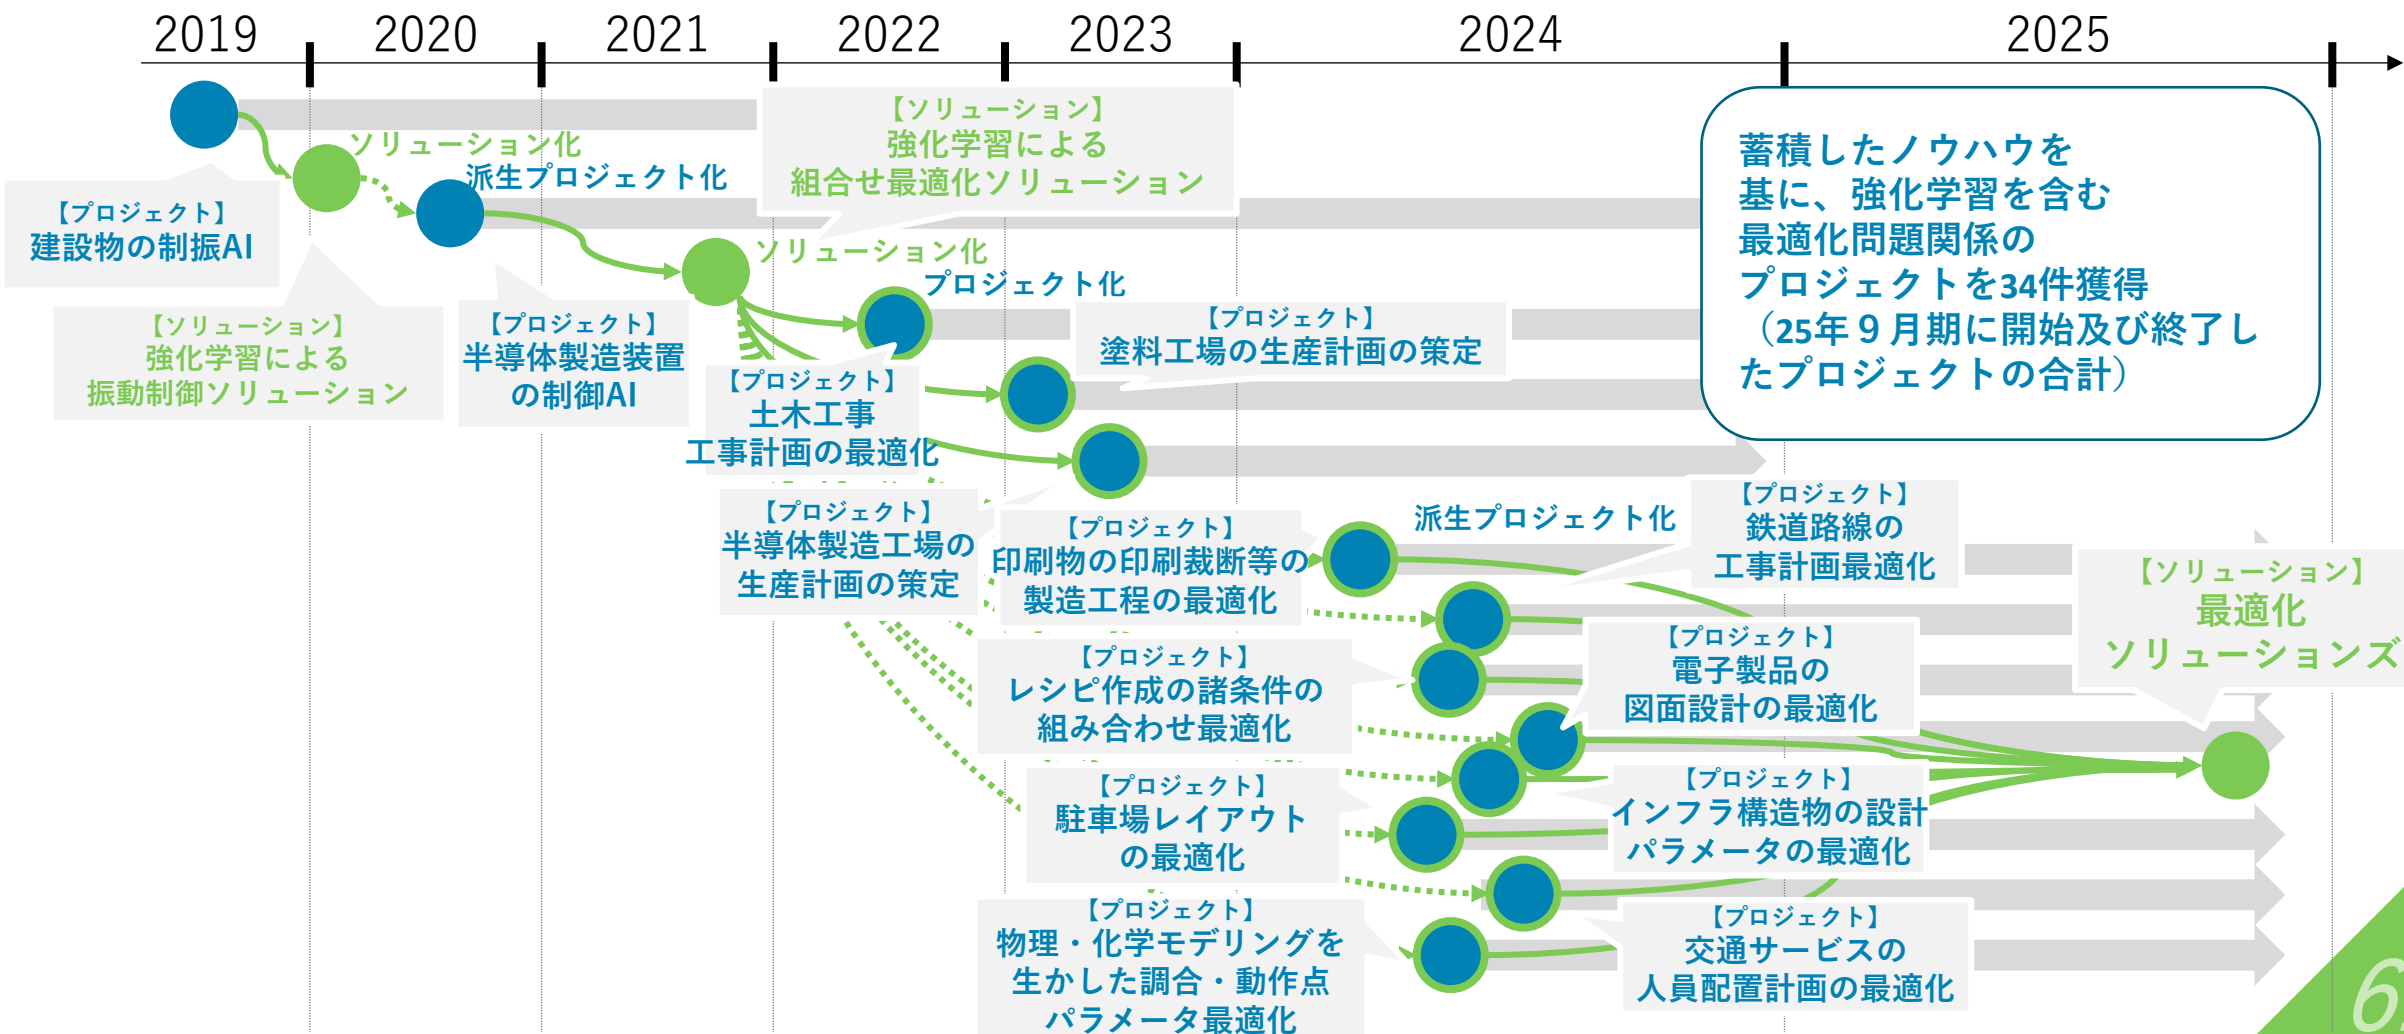 2019
2020
2021
2022
2023
2024
2025
【プロジェクト】
建設物の制振AI
ソリューション化
派生プロジェクト化
【ソリューション】
強化学習による
振動制御ソリューション
【プロジェクト】
半導体製造装置
の制御AI
【ソリューション】
強化学習による
組合せ最適化ソリューション
ソリューション化
プロジェクト化
【プロジェクト】
土木工事
工事計画の最適化
【プロジェクト】
塗料工場の生産計画の策定
【プロジェクト】
半導体製造工場の
生産計画の策定
蓄積したノウハウを
基に、強化学習を含む
最適化問題関係の
プロジェクトを34件獲得
（25年９月期に開始及び終了し
たプロジェクトの合計）
【プロジェクト】
印刷物の印刷裁断等の
製造工程の最適化
派生プロジェクト化
【プロジェクト】
鉄道路線の
工事計画最適化
【プロジェクト】
レシピ作成の諸条件の
組み合わせ最適化
【プロジェクト】
電子製品の
図面設計の最適化
【ソリューション】
最適化
ソリューションズ
【プロジェクト】
駐車場レイアウト
の最適化
【プロジェクト】
インフラ構造物の設計
パラメータの最適化
【プロジェクト】
物理・化学モデリングを
生かした調合・動作点
パラメータ最適化
【プロジェクト】
交通サービスの
人員配置計画の最適化